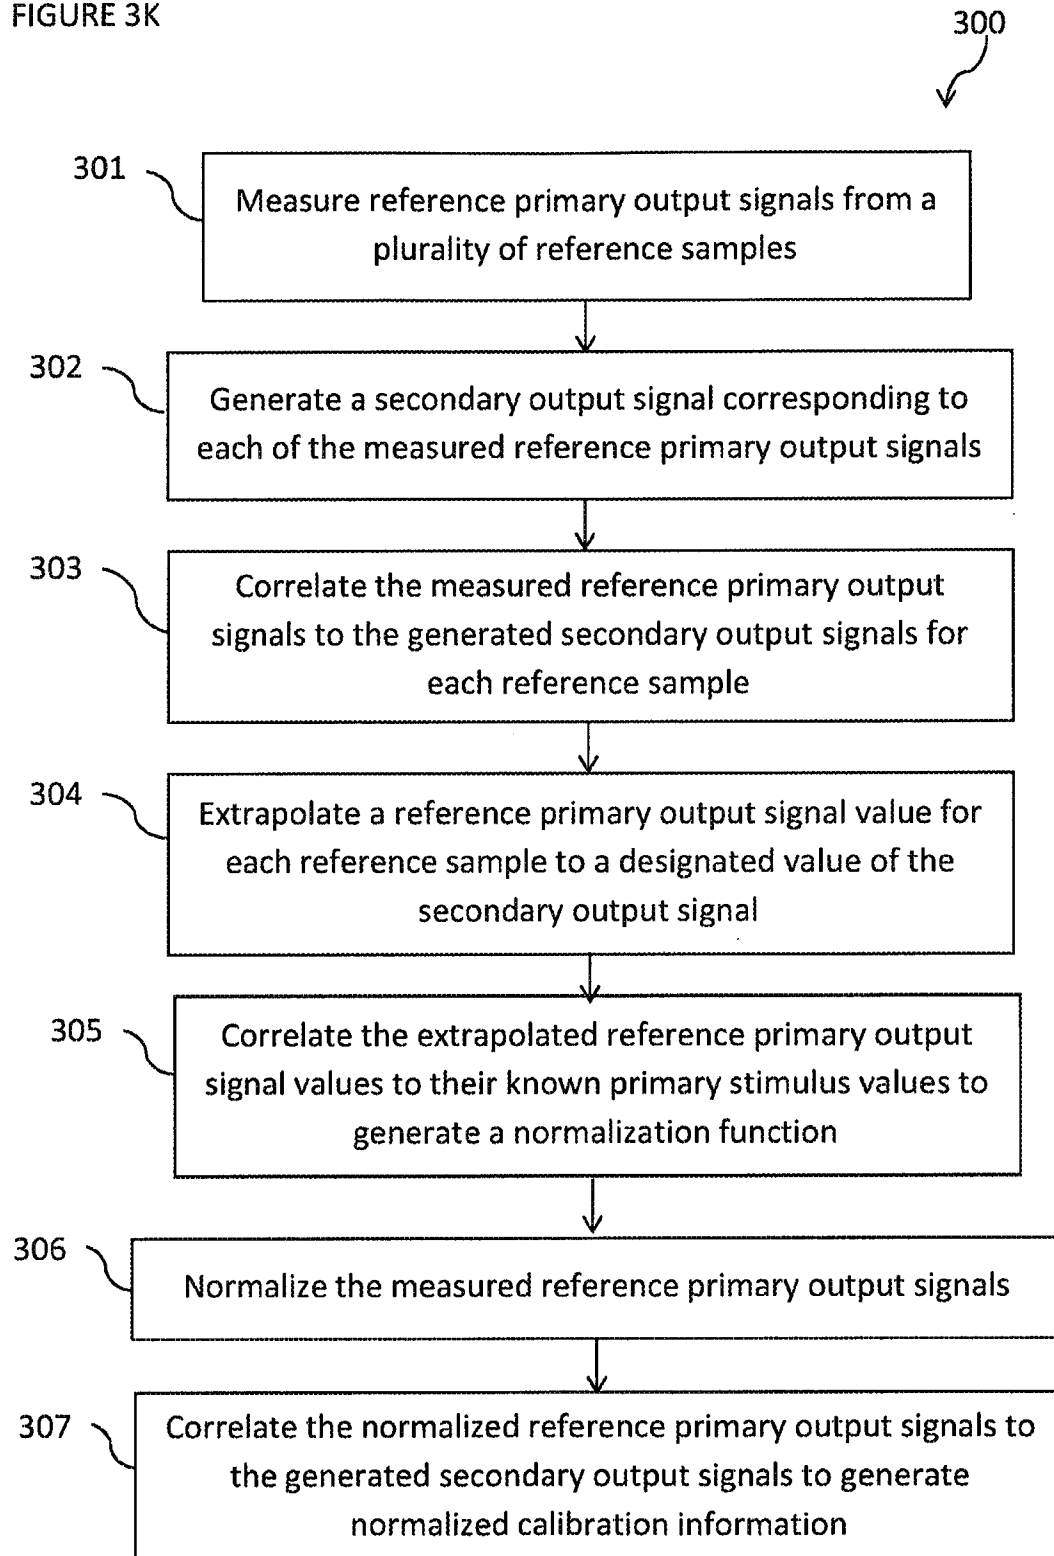 FIGURE 3K
300
301
Measure reference primary output signals from a
plurality of reference samples
302
Generate a secondary output signal corresponding to
each of the measured reference primary output signals
303
Correlate the measured reference primary output
signals to the generated secondary output signals for
each reference sample
304
Extrapolate a reference primary output signal value for
each reference sample to a designated value of the
secondary output signal
305
Correlate the extrapolated reference primary output
signal values to their known primary stimulus values to
generate a normalization function
306
Normalize the measured reference primary output signals
307
Correlate the normalized reference primary output signals to
the generated secondary output signals to generate
normalized calibration information